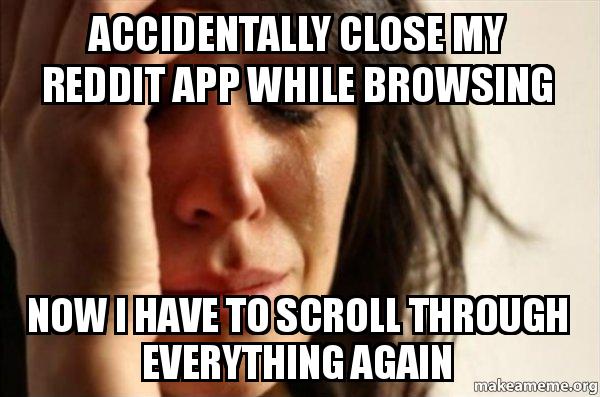 ACCIDENTALLY CLOSE MY
REDDIT APP WHILE BROWSING
NOW I HAVE TO SCROLL THROUGH
EVERYTHING AGAIN
makeameme.org